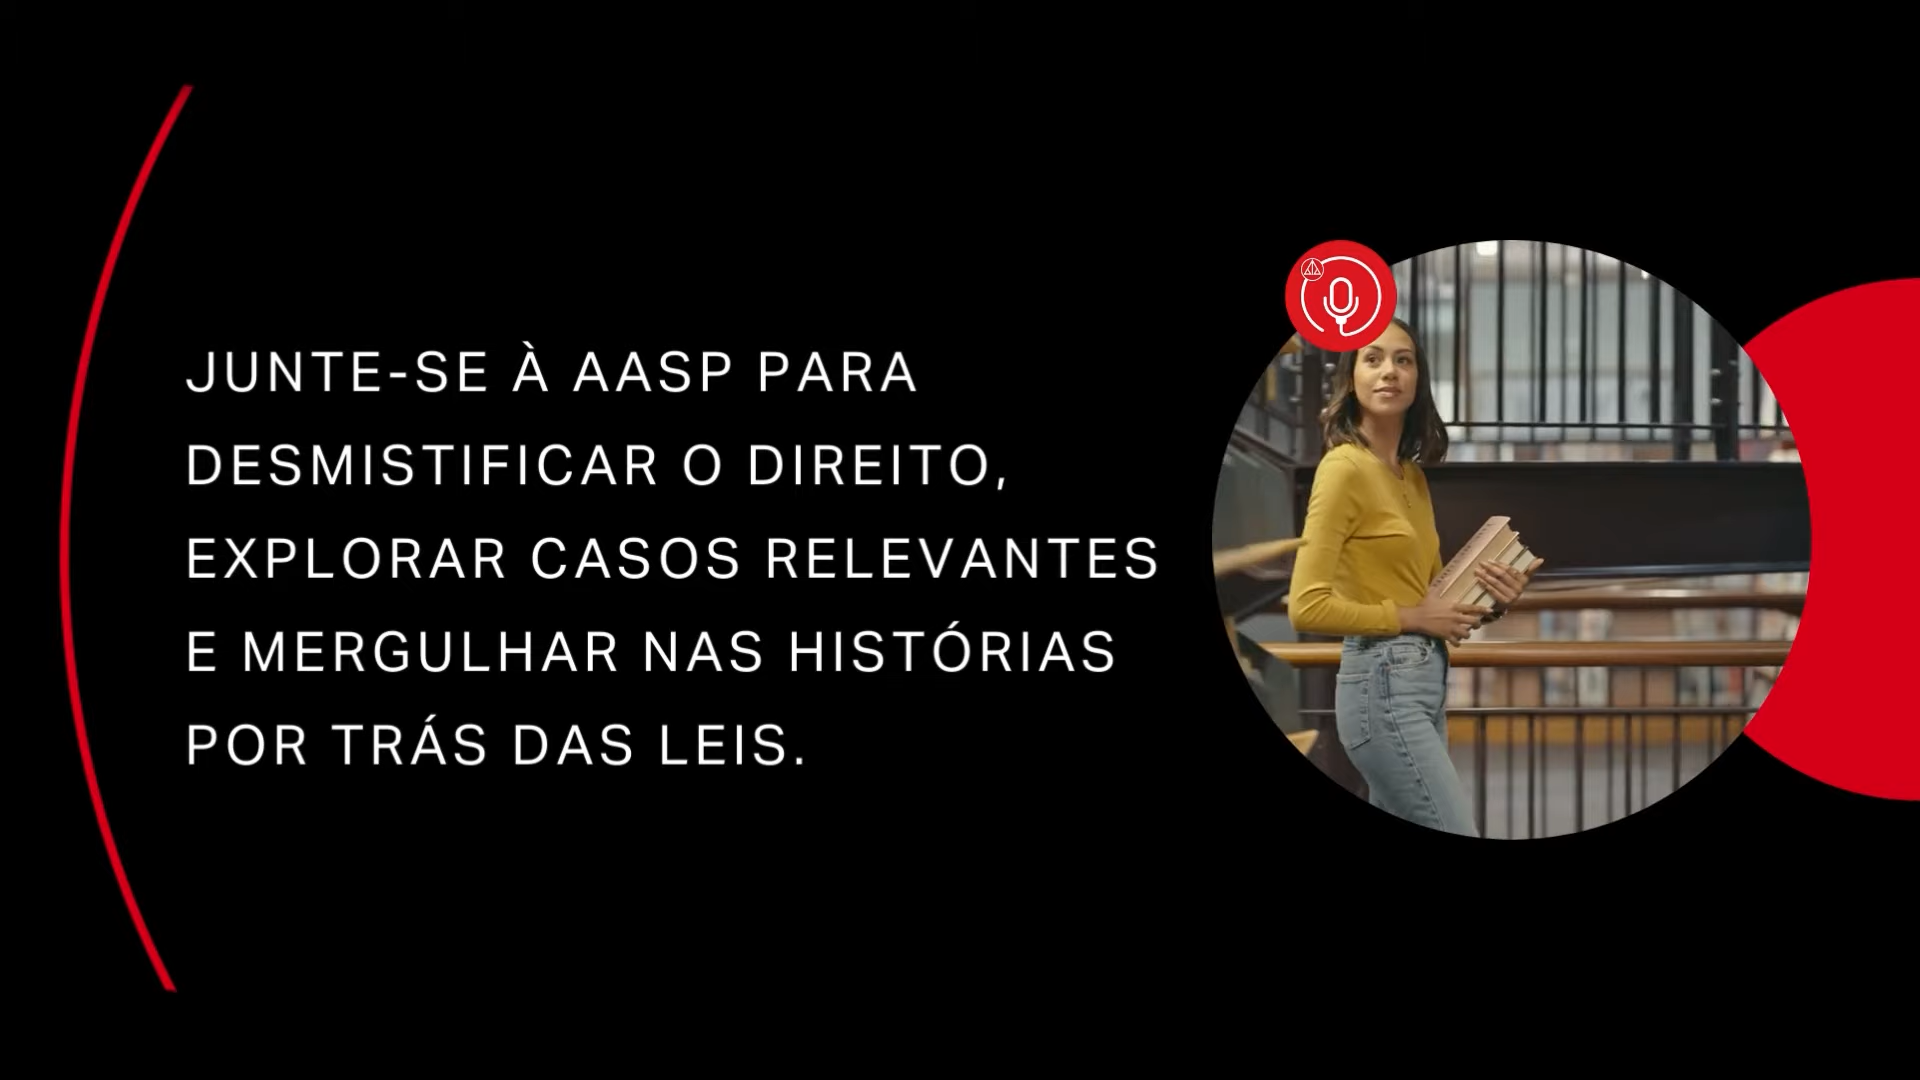 JUNTE-SE À AASP PARA
DESMISTIFICAR O DIREITO,
EXPLORAR CASOS RELEVANTES
E MERGULHAR NAS HISTÓRIAS
POR TRÁS DAS LEIS.